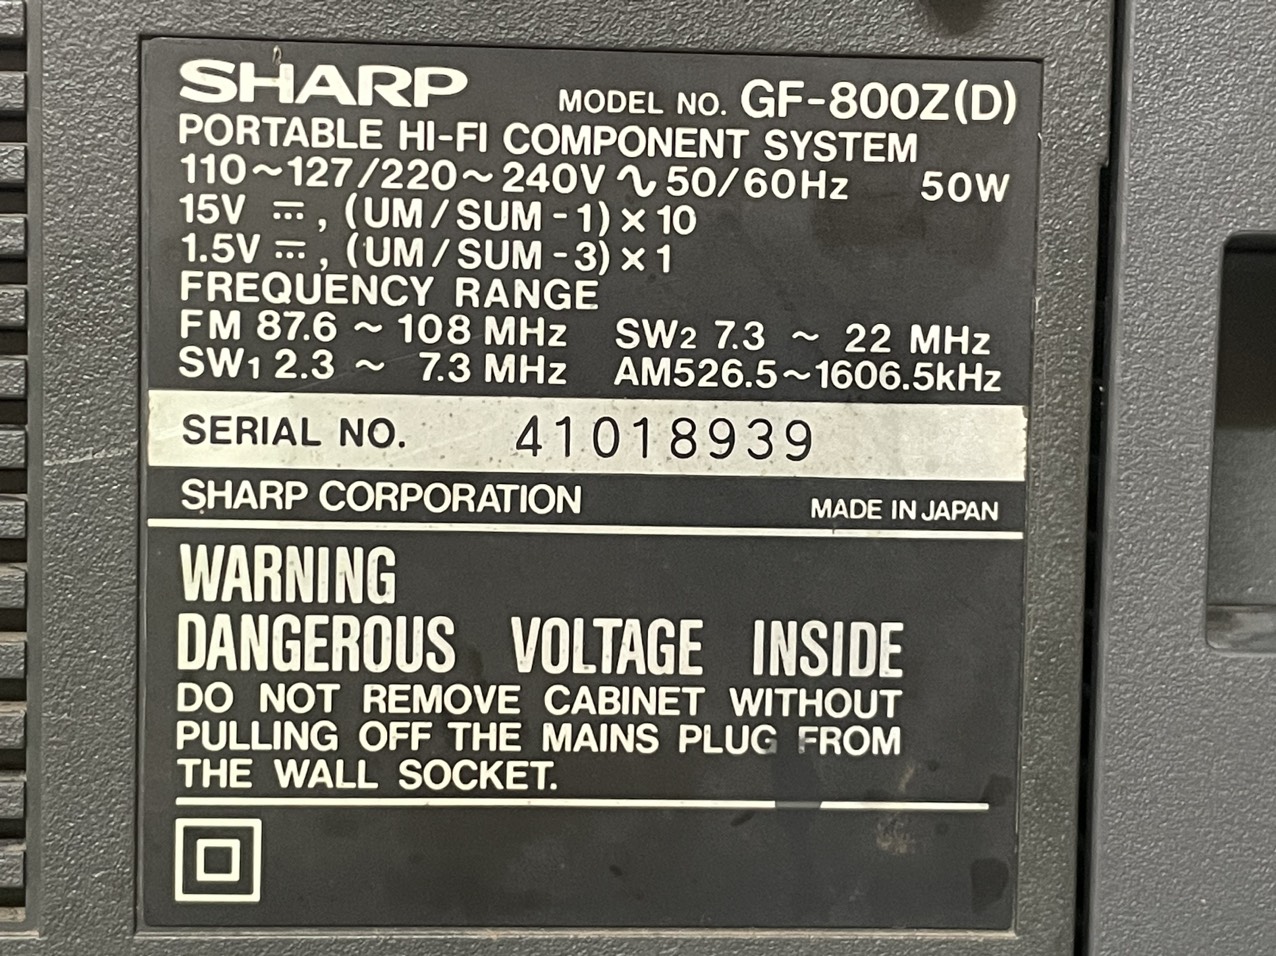 SHARP MODEL NO. GF-800Z(D)
PORTABLE HI-FI COMPONENT SYSTEM
110~127/220~240V ∿ 50/60Hz 50W
15V ⎓, (UM/SUM-1)×10
1.5V ⎓, (UM/SUM-3)×1
FREQUENCY RANGE
FM 87.6 ~ 108 MHz SW2 7.3 ~ 22 MHz
SW1 2.3 ~ 7.3 MHz AM526.5~1606.5kHz
SERIAL NO. 41018939
SHARP CORPORATION MADE IN JAPAN
WARNING
DANGEROUS VOLTAGE INSIDE
DO NOT REMOVE CABINET WITHOUT
PULLING OFF THE MAINS PLUG FROM
THE WALL SOCKET.